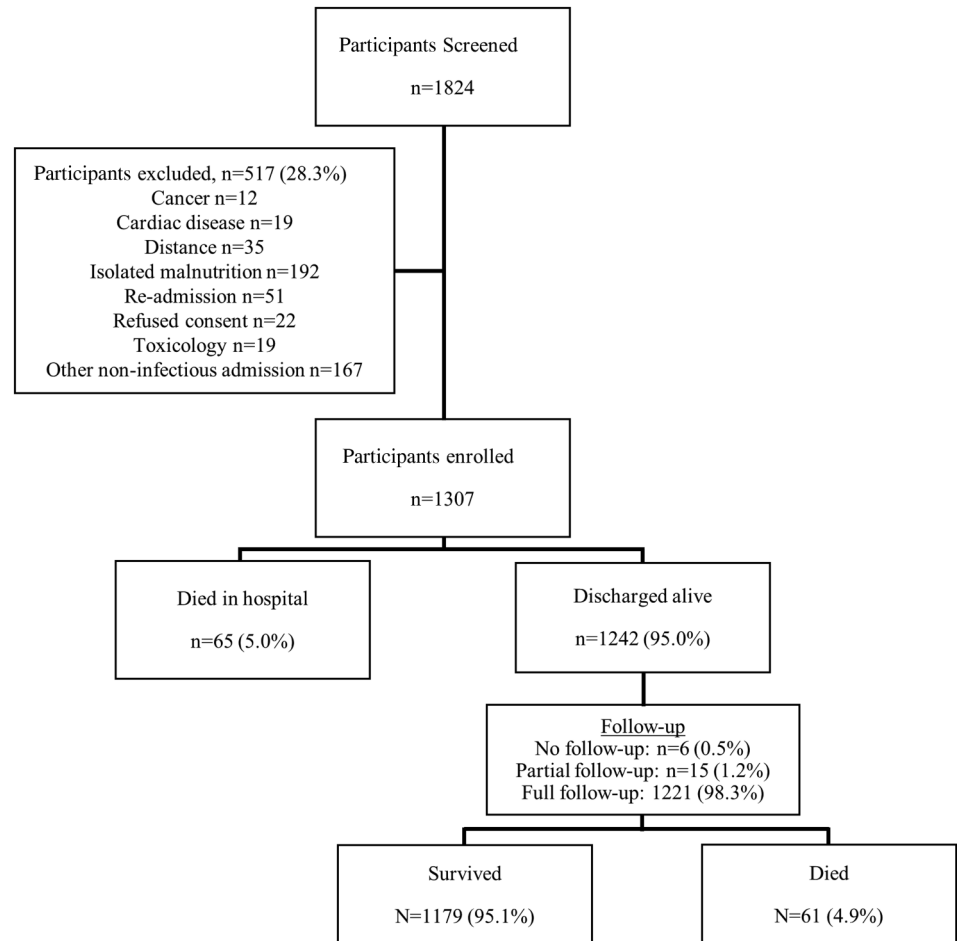 Participants Screened
n=1824
Participants excluded, n=517 (28.3%)
Cancer n=12
Cardiac disease n=19
Distance n=35
Isolated malnutrition n=192
Re-admission n=51
Refused consent n=22
Toxicology n=19
Other non-infectious admission n=167
Participants enrolled
n=1307
Died in hospital
n=65 (5.0%)
Discharged alive
n=1242 (95.0%)
Follow-up
No follow-up: n=6 (0.5%)
Partial follow-up: n=15 (1.2%)
Full follow-up: 1221 (98.3%)
Survived
N=1179 (95.1%)
Died
N=61 (4.9%)